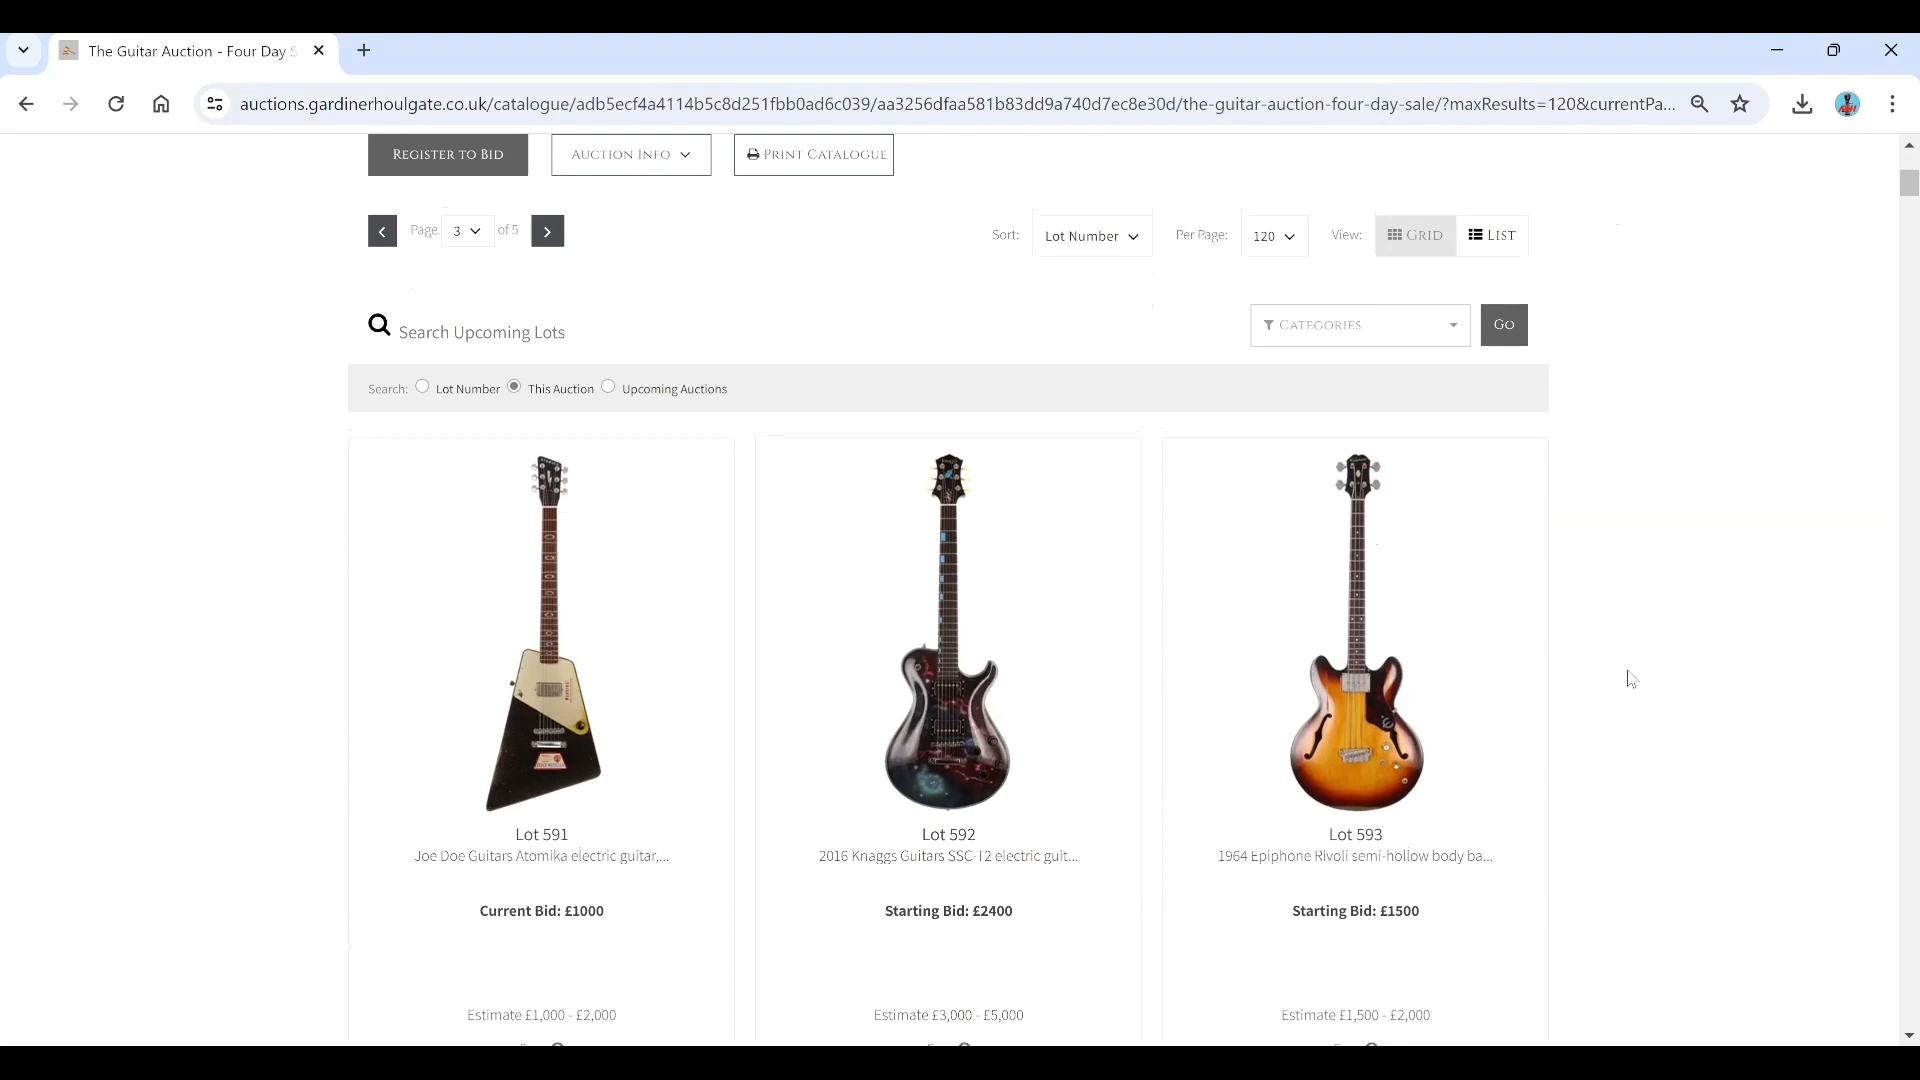 The Guitar Auction - Four Day S
auctions.gardinerhoulgate.co.uk/catalogue/adb5ecf4a4114b5c8d251fbb0ad6c039/aa3256dfaa581b83dd9a740d7ec8e30d/the-guitar-auction-four-day-sale/?maxResults=120&currentPa...
REGISTER TO BID AUCTION INFO PRINT CATALOGUE
Page 3 of 5 Sort: Lot Number Per Page: 120 View: GRID LIST
Search Upcoming Lots CATEGORIES GO
Search: Lot Number This Auction Upcoming Auctions
Lot 591 Lot 592 Lot 593
Joe Doe Guitars Atomika electric guitar,... 2016 Knaggs Guitars SSC-T2 electric guit... 1964 Epiphone Rivoli semi-hollow body ba...
Current Bid: £1000 Starting Bid: £2400 Starting Bid: £1500
Estimate £1,000 - £2,000 Estimate £3,000 - £5,000 Estimate £1,500 - £2,000